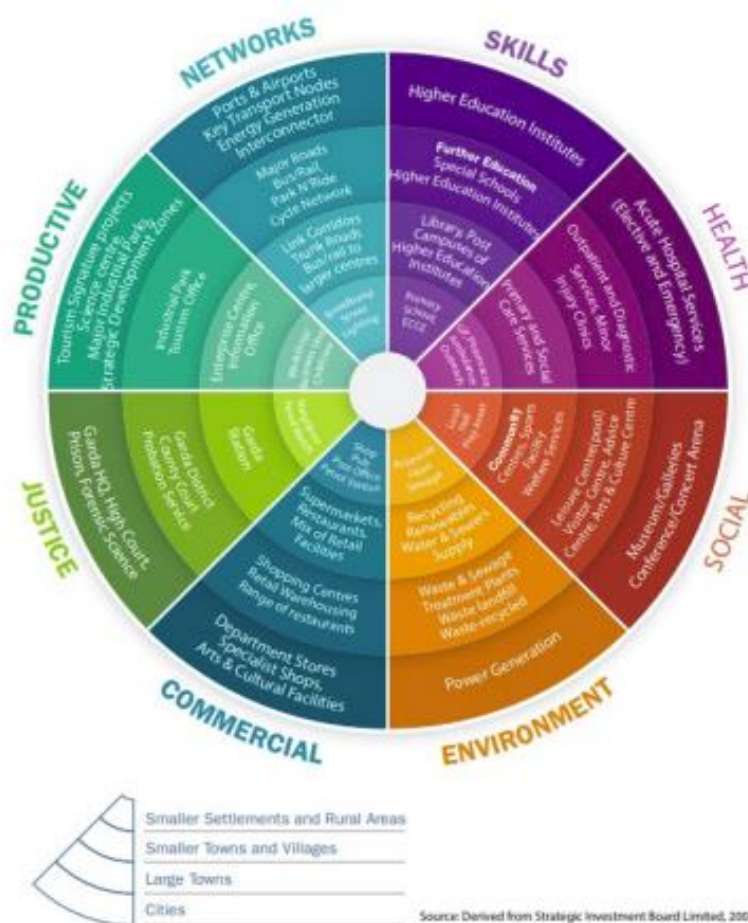 NETWORKS
Ports & Airports
Key Transport Nodes
Energy Generation
Interconnector
Major Roads
Bus/Rail,
Park N'Ride
Cycle Network
Link Corridors
Trunk Roads
Bus/rail to
larger centres
Broadband
Street
Lighting
SKILLS
Higher Education Institutes
Further Education
Special Schools
Higher Education Institutes
Library, Post
Campuses of
Higher Education
Institutes
Primary
School,
ECCE
HEALTH
Acute Hospital Services
(Elective and Emergency)
Outpatient and Diagnostic
Services, Minor
Injury Clinics
Primary and Social
Care Services
Outreach
SOCIAL
Museum/Galleries
Conference/Concert Arena
Leisure Centre(pool)
Visitor Centre, Advice
Centre, Arts & Culture Centre
Community
Centres, Sports
Facility
Welfare Services
ENVIRONMENT
Power Generation
Waste & Sewage
Treatment Plants
Waste landfill
Waste-recycled
Recycling
Renewables
Water & Sewers
Supply
COMMERCIAL
Shop
Pub,
Post Office
Petrol Station
Supermarkets,
Restaurants,
Mix of Retail
Facilities
Shopping Centres
Retail Warehousing
Range of restaurants
Department Stores
Specialist Shops,
Arts & Cultural Facilities
JUSTICE
Garda HQ, High Court,
Prison, Forensic Science
Garda District
County Court
Probation Service
Garda
Station
PRODUCTIVE
Tourism Signature projects
Science centre,
Major Industrial Parks,
Strategic Development Zones
Industrial Park
Tourism Office
Enterprise Centre,
Information
Office
Smaller Settlements and Rural Areas
Smaller Towns and Villages
Large Towns
Cities
Source: Derived from Strategic Investment Board Limited,